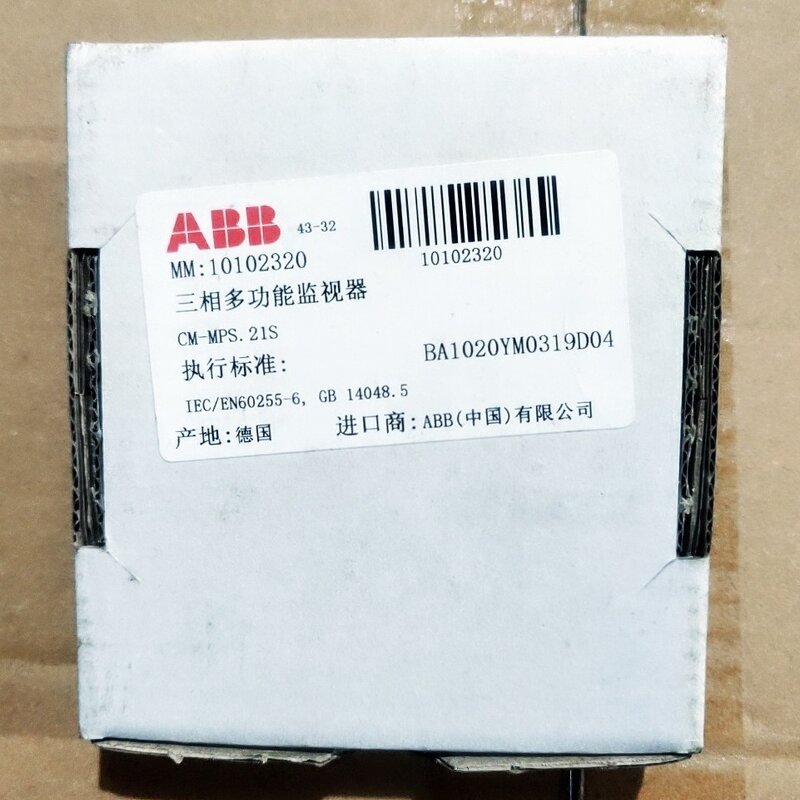 ABB 43-32
10102320
MM:10102320
三相多功能监视器
CM-MPS.21S
BA1020YM0319D04
执行标准:
IEC/EN60255-6, GB 14048.5
产地:德国 进口商:ABB(中国)有限公司